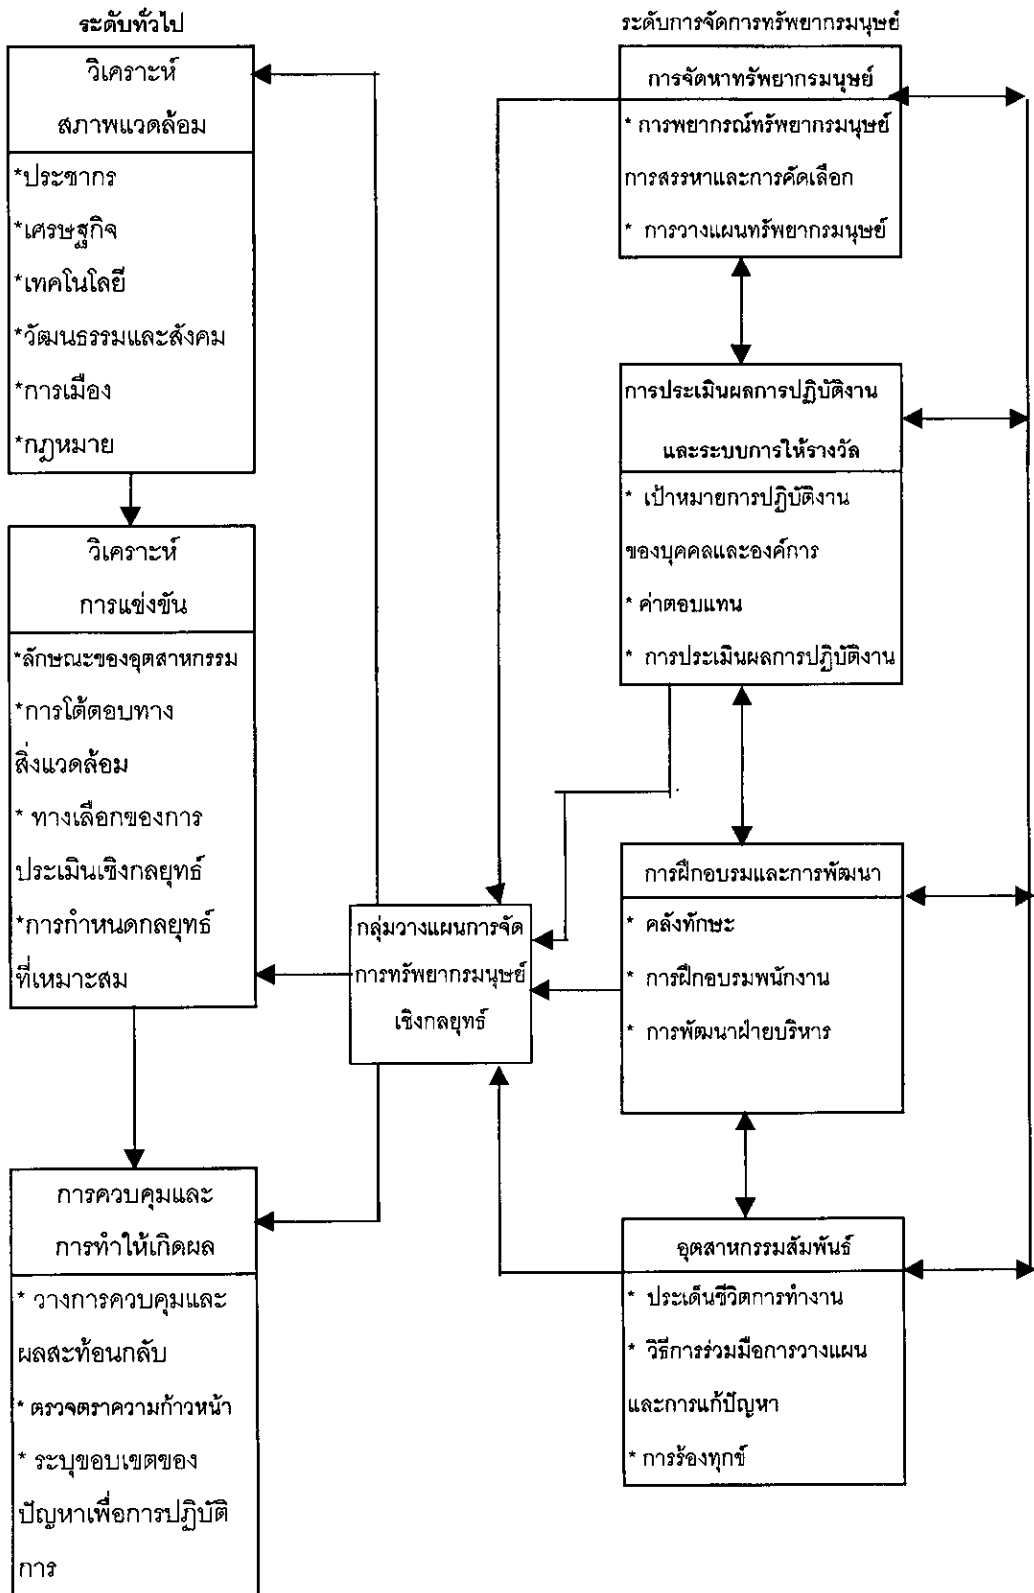 ระดับทั่วไป
วิเคราะห์
สภาพแวดล้อม
*ประชากร
*เศรษฐกิจ
*เทคโนโลยี
*วัฒนธรรมและสังคม
*การเมือง
*กฎหมาย
วิเคราะห์
การแข่งขัน
*ลักษณะของอุตสาหกรรม
*การโต้ตอบทาง
สิ่งแวดล้อม
* ทางเลือกของการ
ประเมินเชิงกลยุทธ์
*การกำหนดกลยุทธ์
ที่เหมาะสม
การควบคุมและ
การทำให้เกิดผล
* วางการควบคุมและ
ผลสะท้อนกลับ
* ตรวจตราความก้าวหน้า
* ระบุขอบเขตของ
ปัญหาเพื่อการปฏิบัติ
การ
กลุ่มวางแผนการจัด
การทรัพยากรมนุษย์
เชิงกลยุทธ์
ระดับการจัดการทรัพยากรมนุษย์
การจัดหาทรัพยากรมนุษย์
* การพยากรณ์ทรัพยากรมนุษย์
การสรรหาและการคัดเลือก
* การวางแผนทรัพยากรมนุษย์
การประเมินผลการปฏิบัติงาน
และระบบการให้รางวัล
* เป้าหมายการปฏิบัติงาน
ของบุคคลและองค์การ
* ค่าตอบแทน
* การประเมินผลการปฏิบัติงาน
การฝึกอบรมและการพัฒนา
* คลังทักษะ
* การฝึกอบรมพนักงาน
* การพัฒนาฝ่ายบริหาร
อุตสาหกรรมสัมพันธ์
* ประเด็นชีวิตการทำงาน
* วิธีการร่วมมือการวางแผน
และการแก้ปัญหา
* การร้องทุกข์